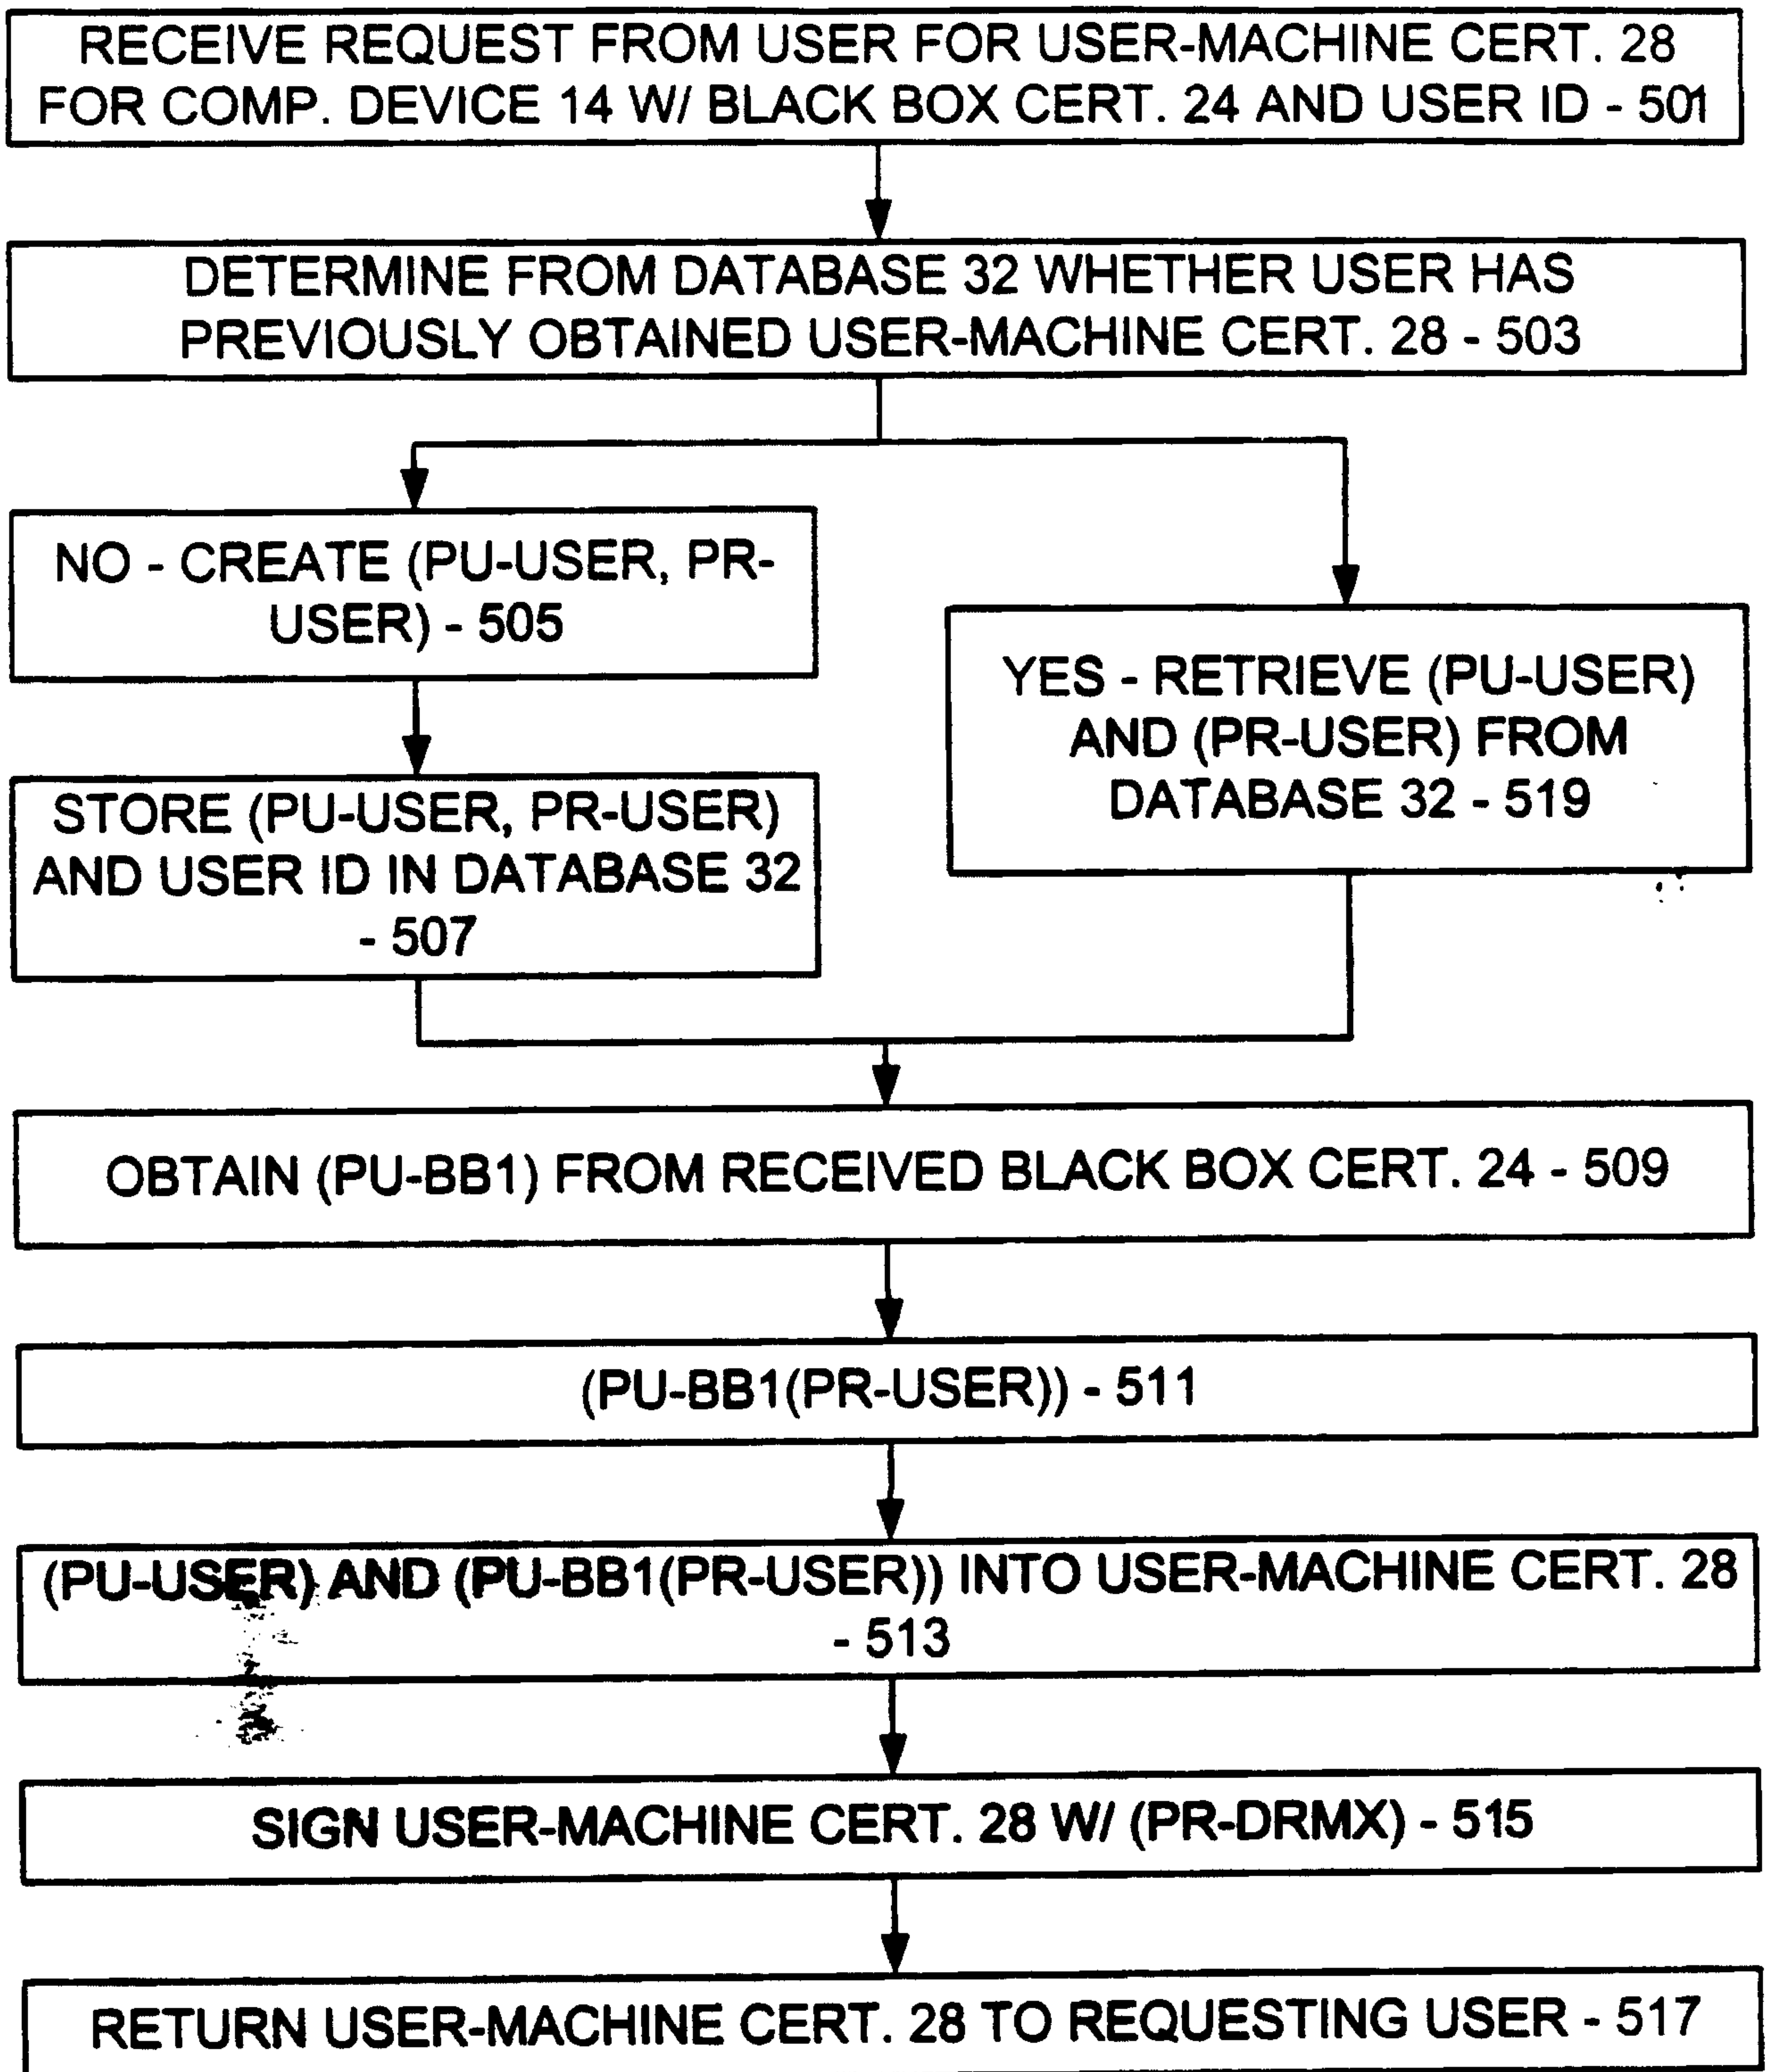 RECEIVE REQUEST FROM USER FOR USER-MACHINE CERT. 28
FOR COMP. DEVICE 14 W/ BLACK BOX CERT. 24 AND USER ID - 501
DETERMINE FROM DATABASE 32 WHETHER USER HAS
PREVIOUSLY OBTAINED USER-MACHINE CERT. 28 - 503
NO - CREATE (PU-USER, PR-
USER) - 505
STORE (PU-USER, PR-USER)
AND USER ID IN DATABASE 32
- 507
YES - RETRIEVE (PU-USER)
AND (PR-USER) FROM
DATABASE 32 - 519
OBTAIN (PU-BB1) FROM RECEIVED BLACK BOX CERT. 24 - 509
(PU-BB1(PR-USER)) - 511
(PU-USER) AND (PU-BB1(PR-USER)) INTO USER-MACHINE CERT. 28
- 513
SIGN USER-MACHINE CERT. 28 W/ (PR-DRMX) - 515
RETURN USER-MACHINE CERT. 28 TO REQUESTING USER - 517